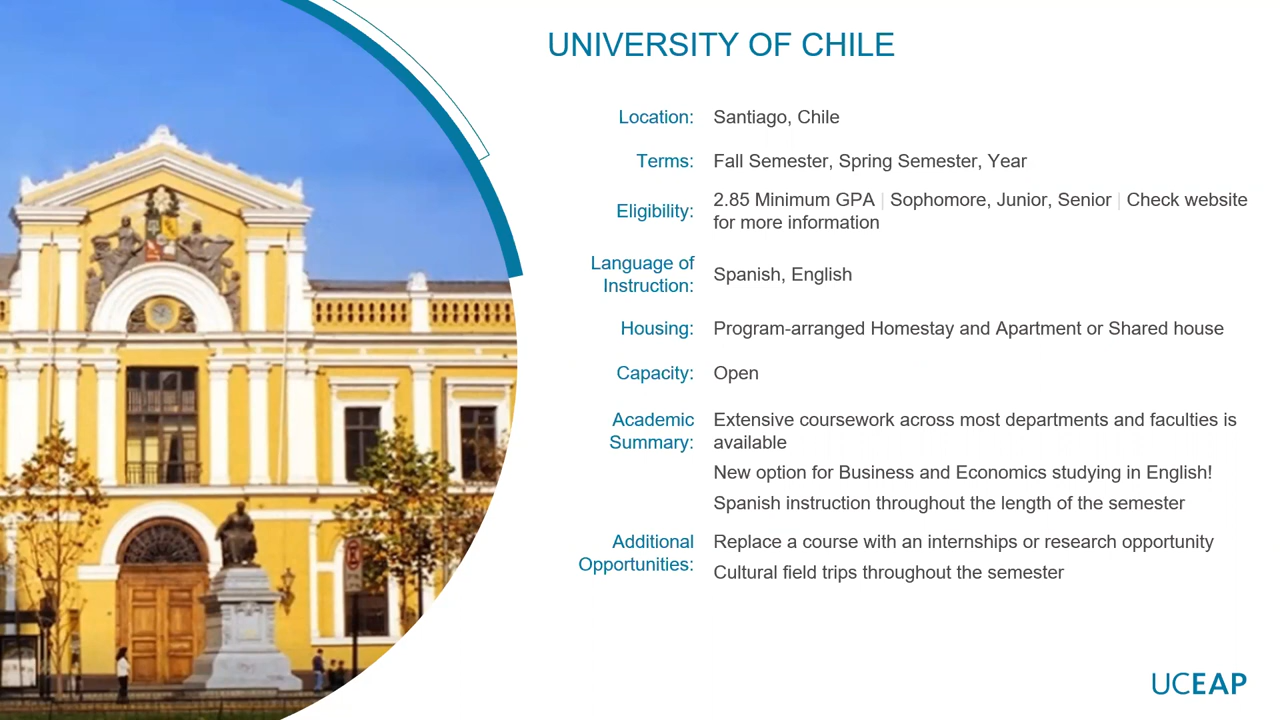 UNIVERSITY OF CHILE
Location: Santiago, Chile
Terms: Fall Semester, Spring Semester, Year
Eligibility: 2.85 Minimum GPA | Sophomore, Junior, Senior | Check website
for more information
Language of
Instruction: Spanish, English
Housing: Program-arranged Homestay and Apartment or Shared house
Capacity: Open
Academic
Summary:
Extensive coursework across most departments and faculties is
available
New option for Business and Economics studying in English!
Spanish instruction throughout the length of the semester
Additional
Opportunities:
Replace a course with an internships or research opportunity
Cultural field trips throughout the semester
UCEAP